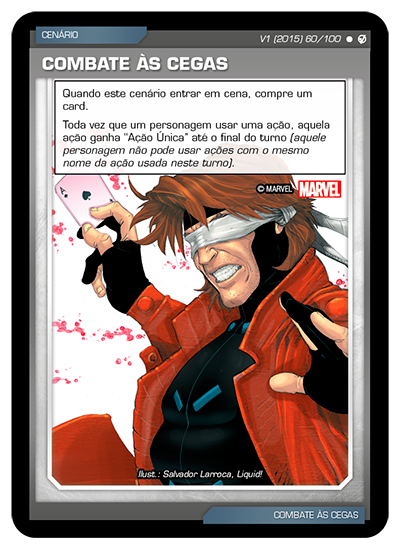 CENÁRIO
V1 (2015) 60/100
COMBATE ÀS CEGAS
Quando este cenário entrar em cena, compre um
card.
Toda vez que um personagem usar uma ação, aquela
ação ganha "Ação Única" até o final do turno (aquele
personagem não pode usar ações com o mesmo
nome da ação usada neste turno).
© MARVEL MARVEL
A
Ilust.: Salvador Larroca, Liquid!
COMBATE ÀS CEGAS